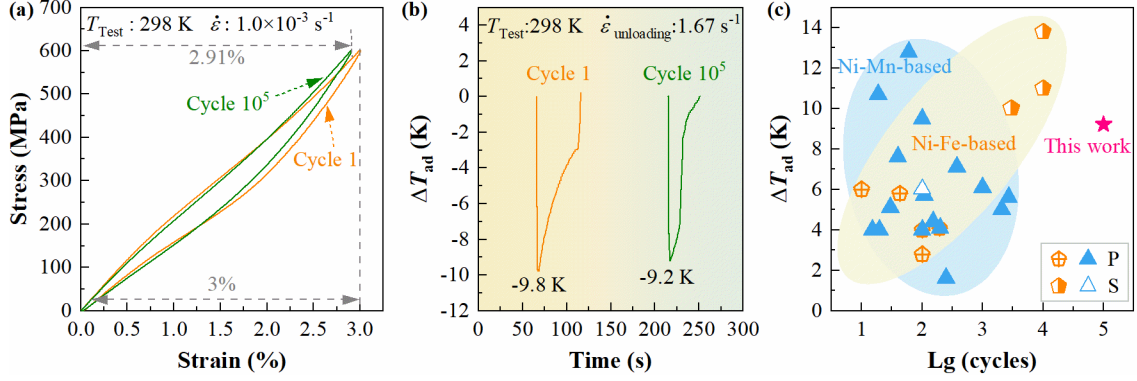 (a)
T_Test : 298 K ε̇ : 1.0×10⁻³ s⁻¹
2.91%
Cycle 10⁵
Cycle 1
3%
700
600
500
400
300
200
100
0
0.0 0.5 1.0 1.5 2.0 2.5 3.0
Stress (MPa)
Strain (%)
(b)
T_Test:298 K ε̇_unloading:1.67 s⁻¹
Cycle 1 Cycle 10⁵
-9.8 K -9.2 K
4
2
0
-2
-4
-6
-8
-10
-12
0 50 100 150 200 250 300
ΔT_ad (K)
Time (s)
(c)
Ni-Mn-based
Ni-Fe-based
This work
P
S
14
12
10
8
6
4
2
0
1 2 3 4 5
ΔT_ad (K)
Lg (cycles)